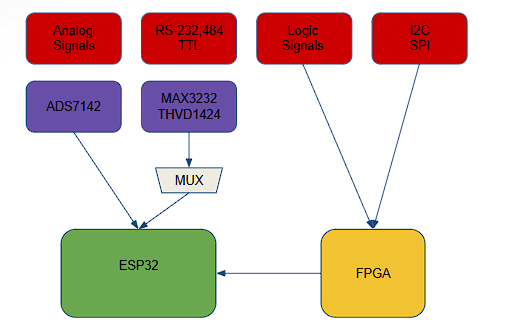 Analog
Signals
RS-232,484
TTL
Logic
Signals
I2C
SPI
ADS7142
MAX3232
THVD1424
MUX
ESP32
FPGA